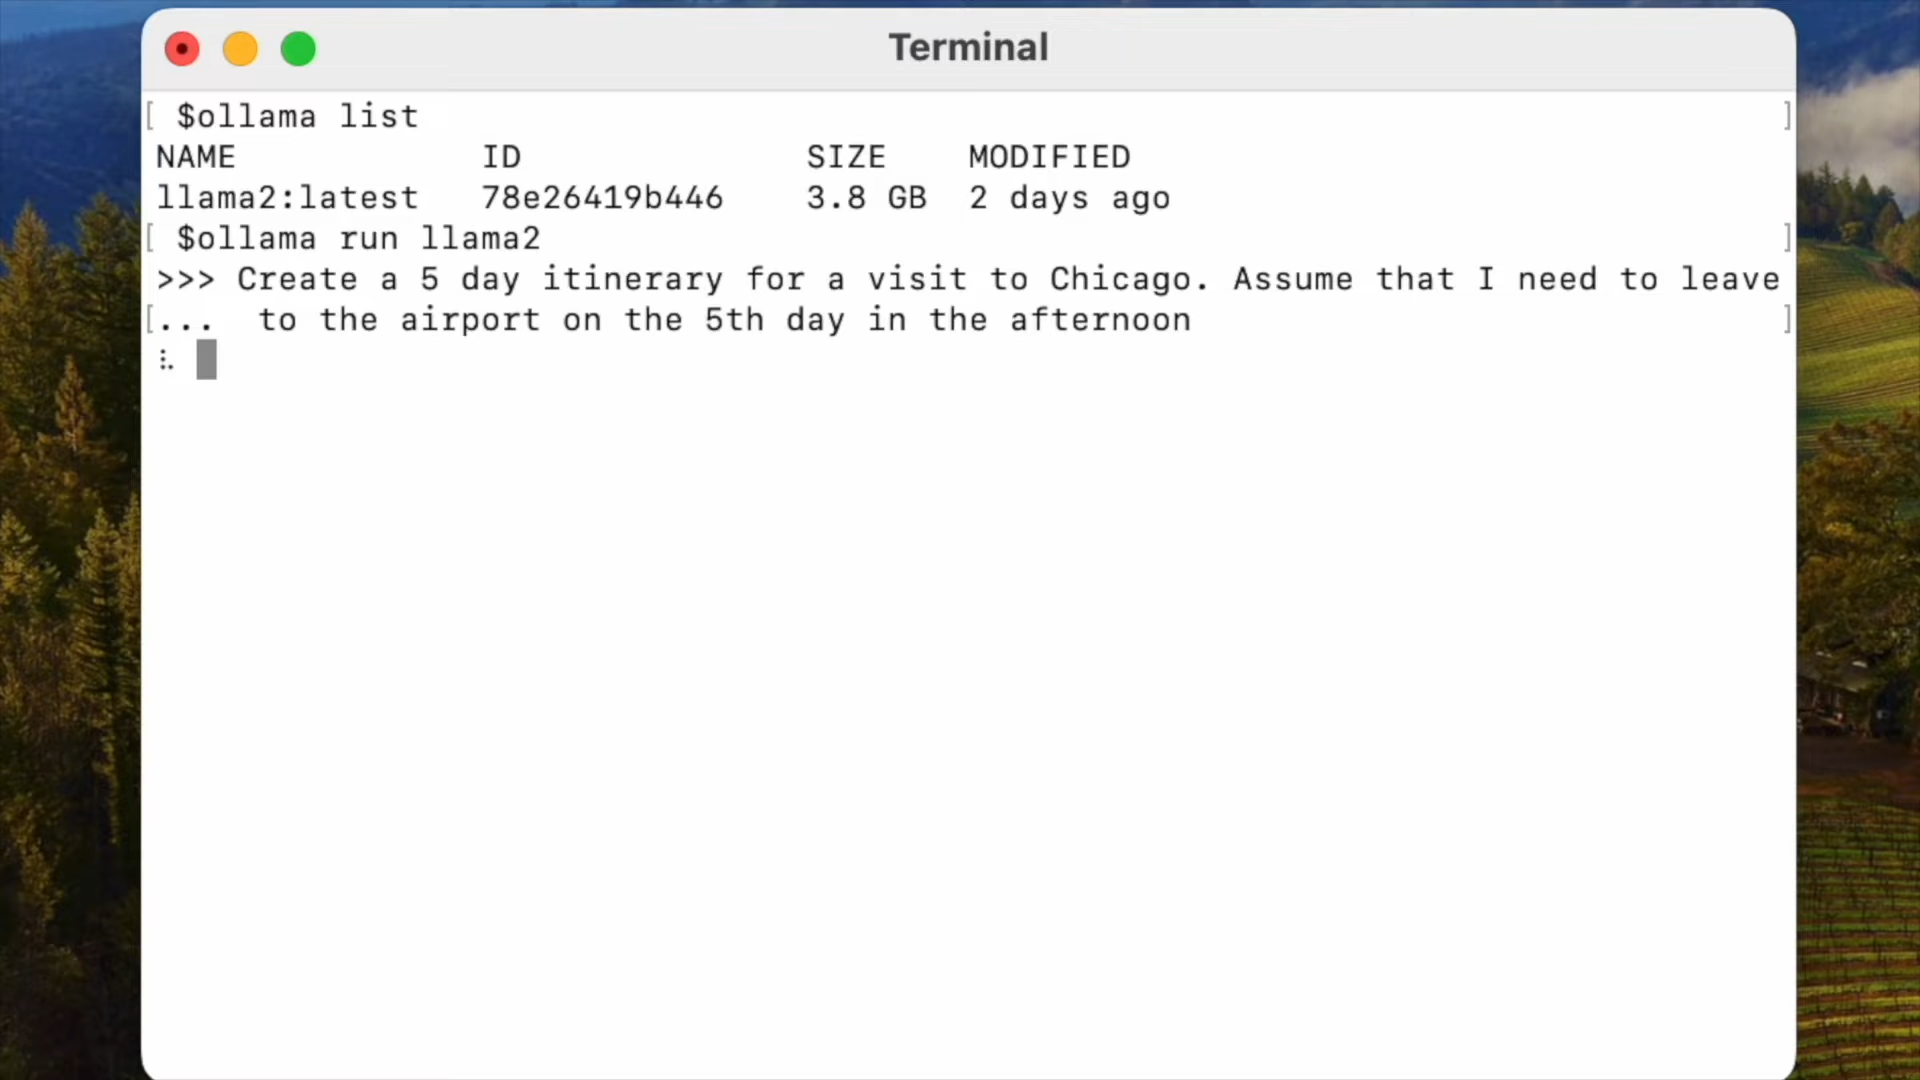 Terminal
[ $ollama list ]
NAME ID SIZE MODIFIED
llama2:latest 78e26419b446 3.8 GB 2 days ago
[ $ollama run llama2 ]
>>> Create a 5 day itinerary for a visit to Chicago. Assume that I need to leave
[... to the airport on the 5th day in the afternoon ]